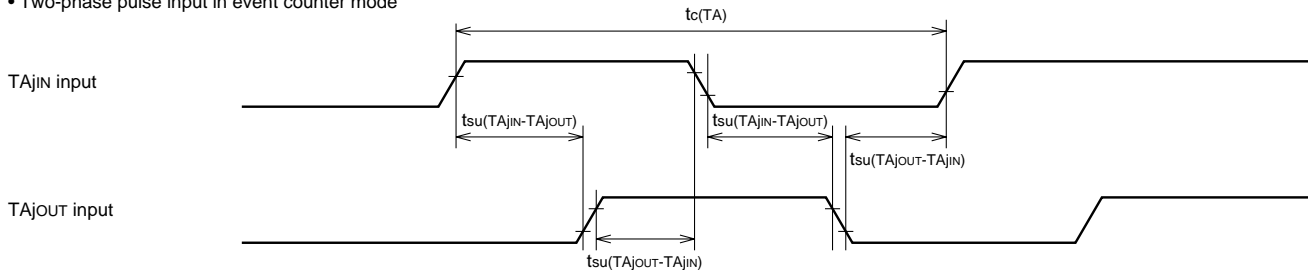 • Two-phase pulse input in event counter mode
tc(TA)
TAjIN input
tsu(TAjIN-TAjOUT)
tsu(TAjIN-TAjOUT)
tsu(TAjOUT-TAjIN)
TAjOUT input
tsu(TAjOUT-TAjIN)